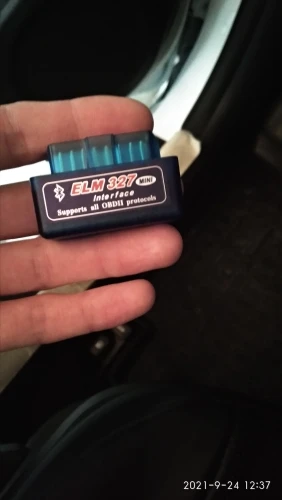 ELM 327 MINI
Interface
Supports all OBDII protocols
2021-9-24 12:37